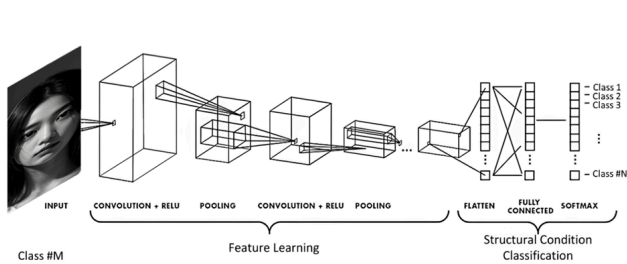 Class 1
Class 2
Class 3
Class #N
INPUT
CONVOLUTION + RELU
POOLING
CONVOLUTION + RELU
POOLING
FLATTEN
FULLY
CONNECTED
SOFTMAX
Class #M
Feature Learning
Structural Condition
Classification